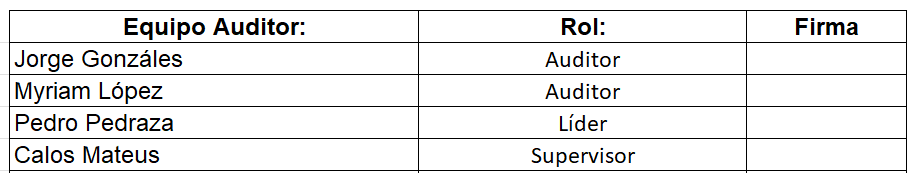 Equipo Auditor: Rol: Firma
Jorge Gonzáles Auditor
Myriam López Auditor
Pedro Pedraza Líder
Calos Mateus Supervisor